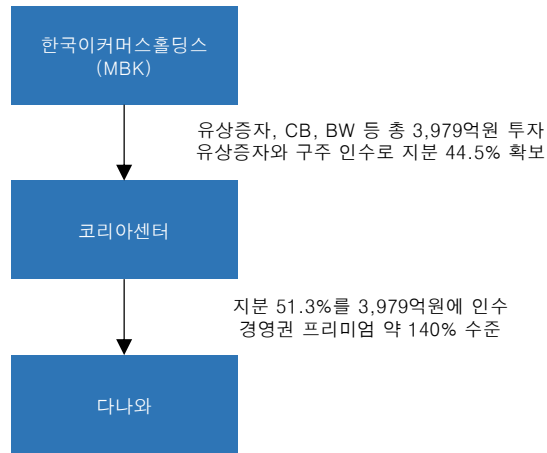 한국이커머스홀딩스
(MBK)
유상증자, CB, BW 등 총 3,979억원 투자
유상증자와 구주 인수로 지분 44.5% 확보
코리아센터
지분 51.3%를 3,979억원에 인수
경영권 프리미엄 약 140% 수준
다나와